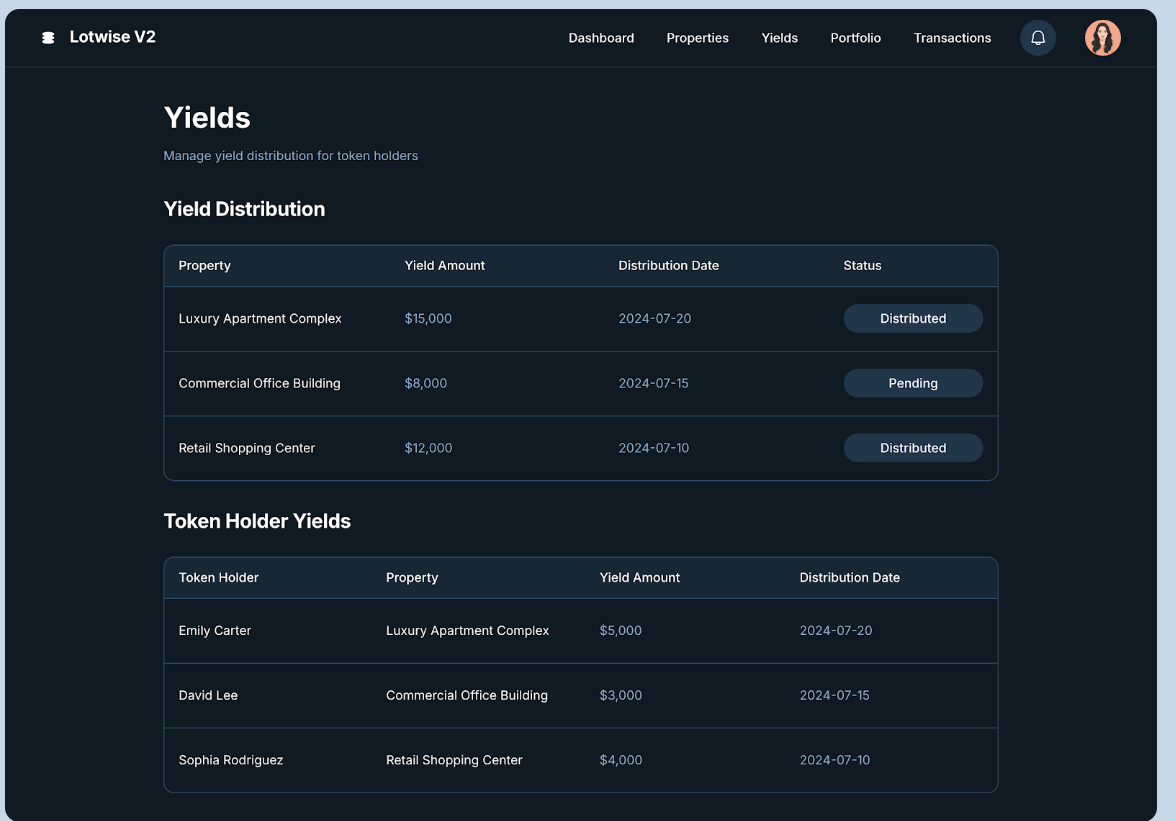 Lotwise V2 Dashboard Properties Yields Portfolio Transactions
Yields
Manage yield distribution for token holders
Yield Distribution
Property Yield Amount Distribution Date Status
Luxury Apartment Complex $15,000 2024-07-20 Distributed
Commercial Office Building $8,000 2024-07-15 Pending
Retail Shopping Center $12,000 2024-07-10 Distributed
Token Holder Yields
Token Holder Property Yield Amount Distribution Date
Emily Carter Luxury Apartment Complex $5,000 2024-07-20
David Lee Commercial Office Building $3,000 2024-07-15
Sophia Rodriguez Retail Shopping Center $4,000 2024-07-10